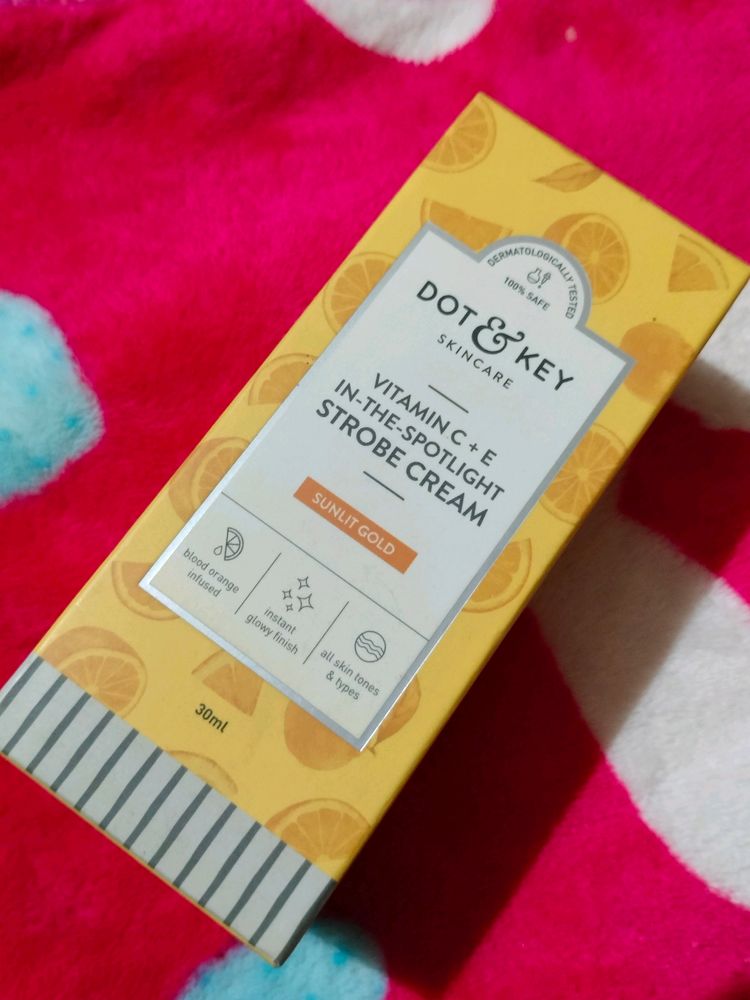 DERMATOLOGICALLY TESTED
100% SAFE
DOT & KEY
SKINCARE
VITAMIN C + E
IN-THE-SPOTLIGHT
STROBE CREAM
SUNLIT GOLD
blood orange
infused
instant
glowy finish
all skin tones
& types
30ml